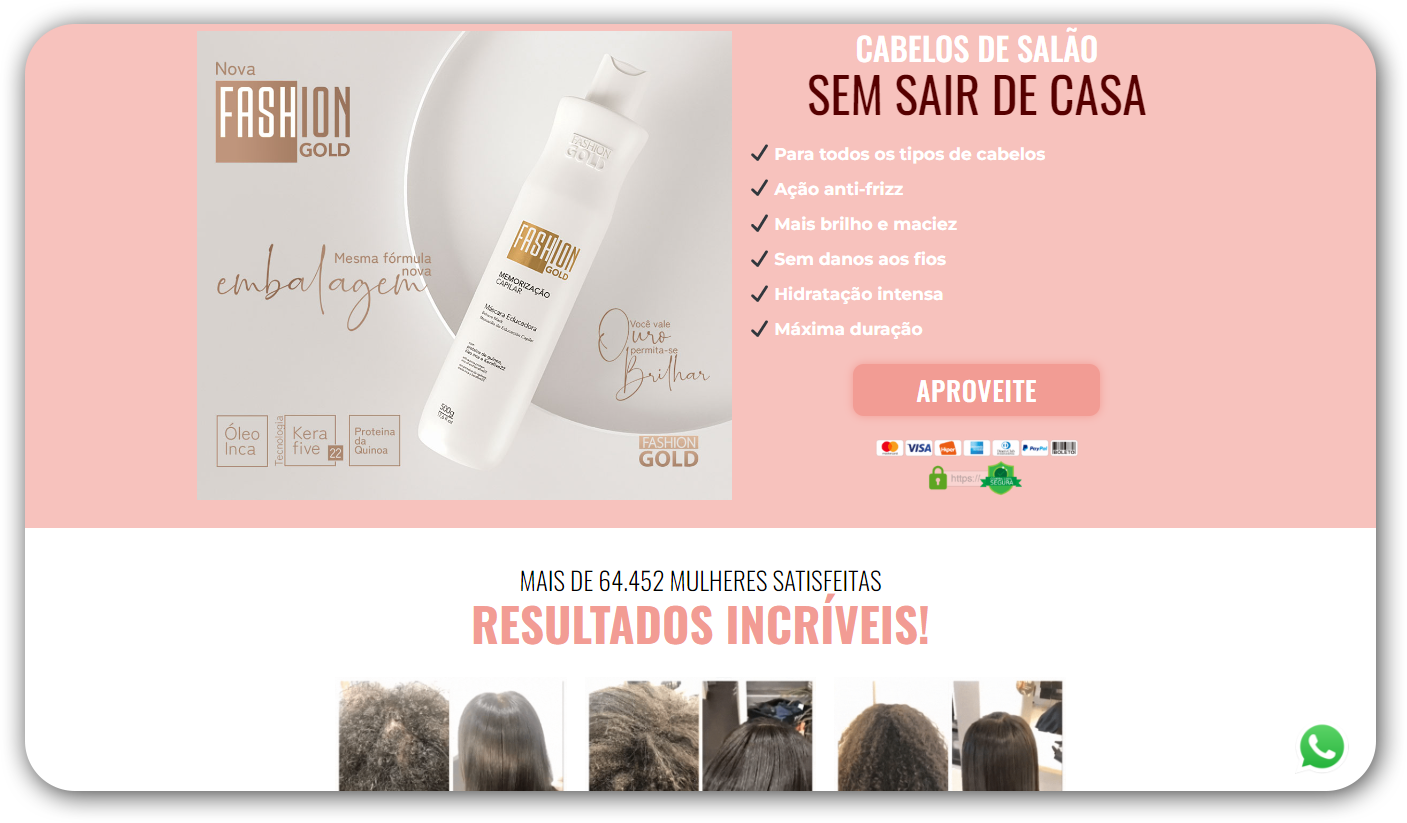 Nova
FASHION
GOLD
Mesma fórmula
nova
embalagem
FASHION
GOLD
FASHION
GOLD
MEMORIZAÇÃO
CAPILAR
Máscara Educadora
500g
Você vale
Ouro
permita-se
Brilhar
Óleo
Inca
Tecnologia
Kera
five
22
Proteína
da
Quinoa
FASHION
GOLD
CABELOS DE SALÃO
SEM SAIR DE CASA
Para todos os tipos de cabelos
Ação anti-frizz
Mais brilho e maciez
Sem danos aos fios
Hidratação intensa
Máxima duração
APROVEITE
VISA
PayPal
BOLETO
https://
SEGURA
MAIS DE 64.452 MULHERES SATISFEITAS
RESULTADOS INCRÍVEIS!